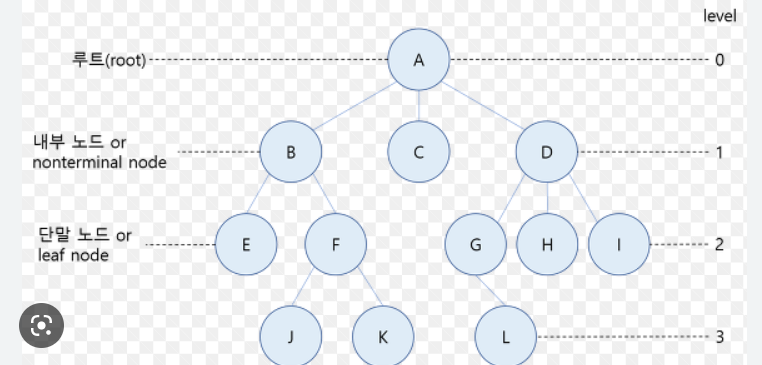 level
루트(root)
A
0
내부 노드 or
nonterminal node
B
C
D
1
단말 노드 or
leaf node
E
F
G
H
I
2
J
K
L
3